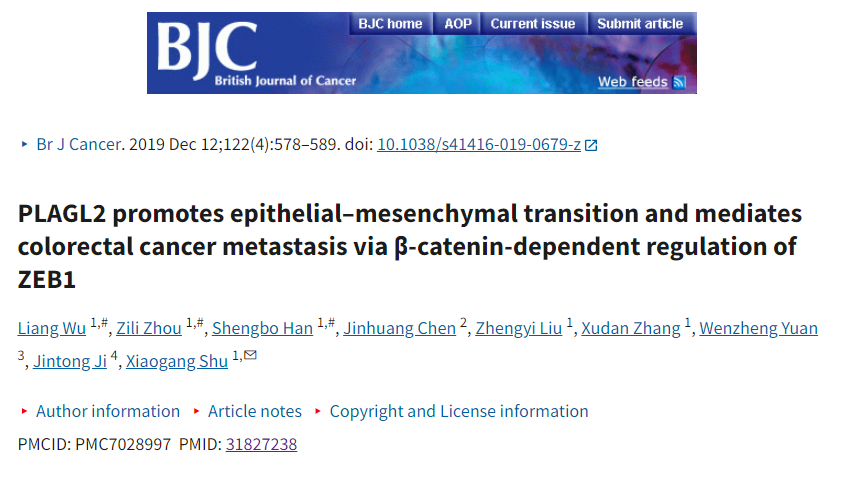 BJC home AOP Current issue Submit article
BJC
British Journal of Cancer
Web feeds
Br J Cancer. 2019 Dec 12;122(4):578–589. doi: 10.1038/s41416-019-0679-z
PLAGL2 promotes epithelial–mesenchymal transition and mediates
colorectal cancer metastasis via β-catenin-dependent regulation of
ZEB1
Liang Wu 1,#, Zili Zhou 1,#, Shengbo Han 1,#, Jinhuang Chen 2, Zhengyi Liu 1, Xudan Zhang 1, Wenzheng Yuan
3, Jintong Ji 4, Xiaogang Shu 1,✉
Author information Article notes Copyright and License information
PMCID: PMC7028997 PMID: 31827238